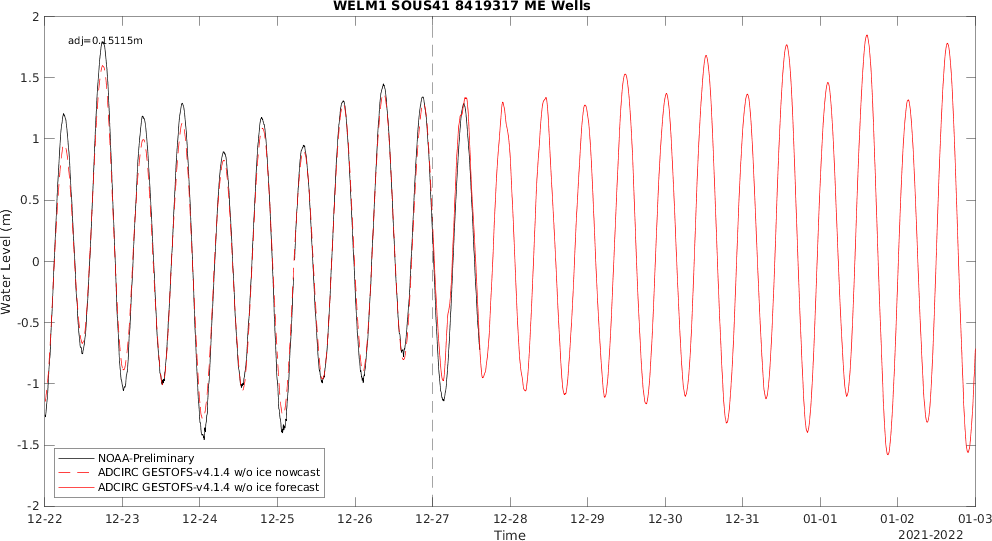 WELM1 SOUS41 8419317 ME Wells
adj=0.15115m
2
1.5
1
0.5
0
-0.5
-1
-1.5
-2
Water Level (m)
NOAA-Preliminary
ADCIRC GESTOFS-v4.1.4 w/o ice nowcast
ADCIRC GESTOFS-v4.1.4 w/o ice forecast
12-22 12-23 12-24 12-25 12-26 12-27 12-28 12-29 12-30 12-31 01-01 01-02 01-03
Time
2021-2022